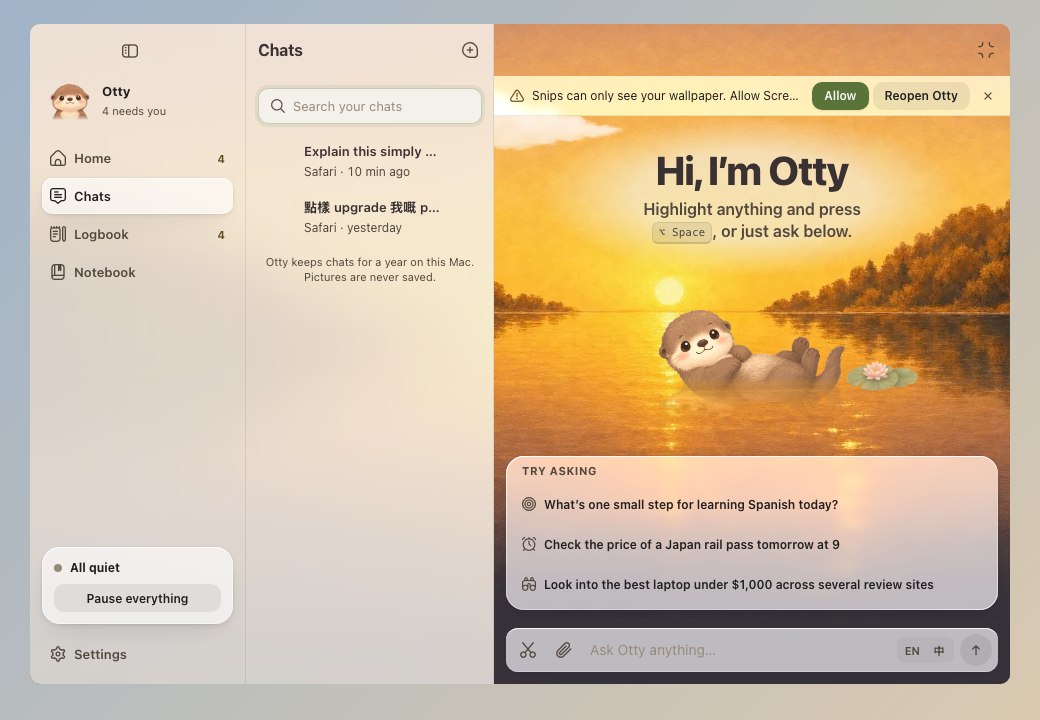 Otty
4 needs you
Home 4
Chats
Logbook 4
Notebook
All quiet
Pause everything
Settings
Chats
Search your chats
Explain this simply ...
Safari · 10 min ago
點樣 upgrade 我嘅 p...
Safari · yesterday
Otty keeps chats for a year on this Mac.
Pictures are never saved.
Snips can only see your wallpaper. Allow Scre... Allow Reopen Otty
Hi, I’m Otty
Highlight anything and press
⌥ Space, or just ask below.
TRY ASKING
What’s one small step for learning Spanish today?
Check the price of a Japan rail pass tomorrow at 9
Look into the best laptop under $1,000 across several review sites
Ask Otty anything... EN 中